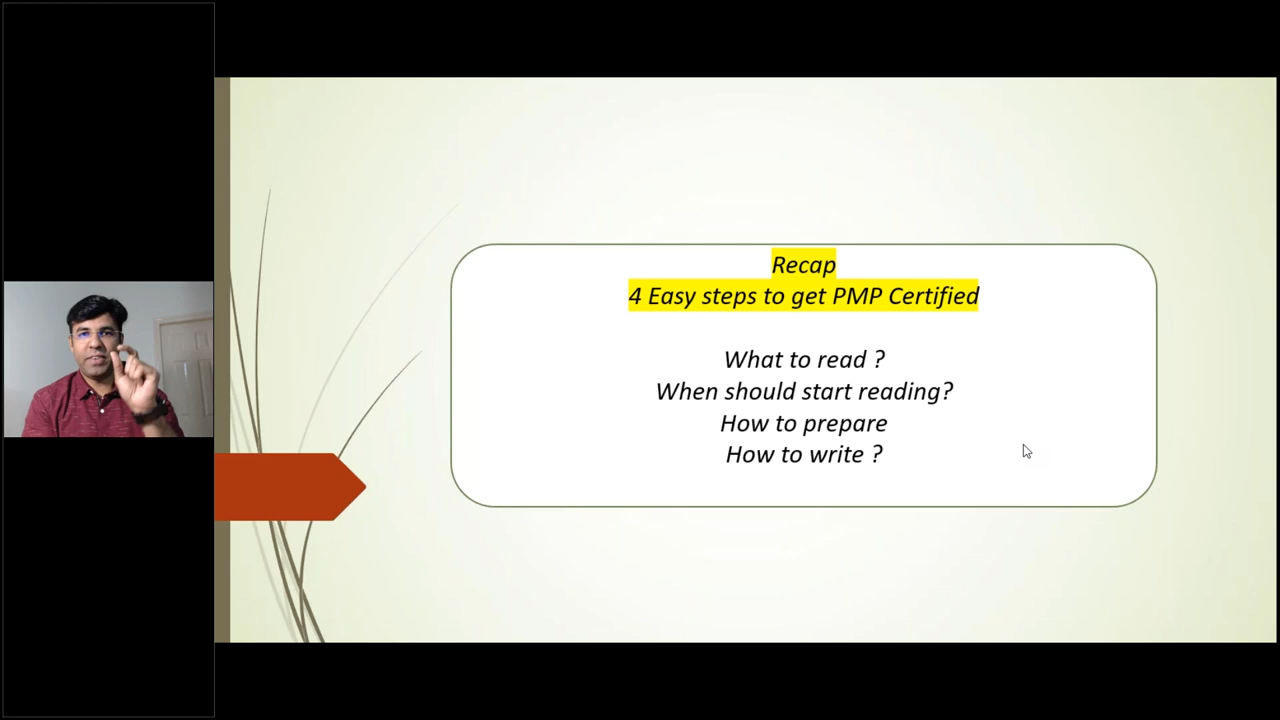 Recap
4 Easy steps to get PMP Certified
What to read ?
When should start reading?
How to prepare
How to write ?